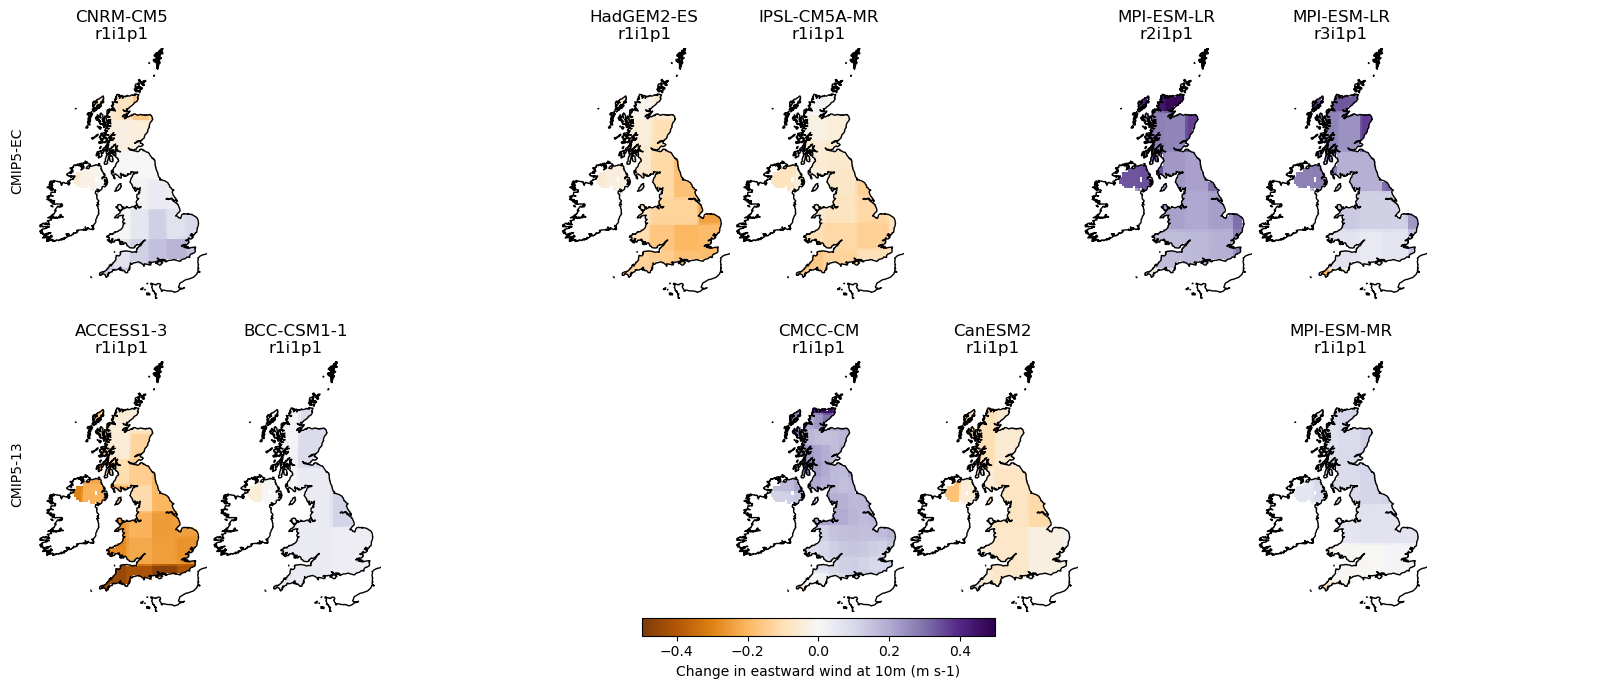 CNRM-CM5
r1i1p1
HadGEM2-ES
r1i1p1
IPSL-CM5A-MR
r1i1p1
MPI-ESM-LR
r2i1p1
MPI-ESM-LR
r3i1p1
CMIP5-EC
ACCESS1-3
r1i1p1
BCC-CSM1-1
r1i1p1
CMCC-CM
r1i1p1
CanESM2
r1i1p1
MPI-ESM-MR
r1i1p1
CMIP5-13
−0.4 −0.2 0.0 0.2 0.4
Change in eastward wind at 10m (m s-1)